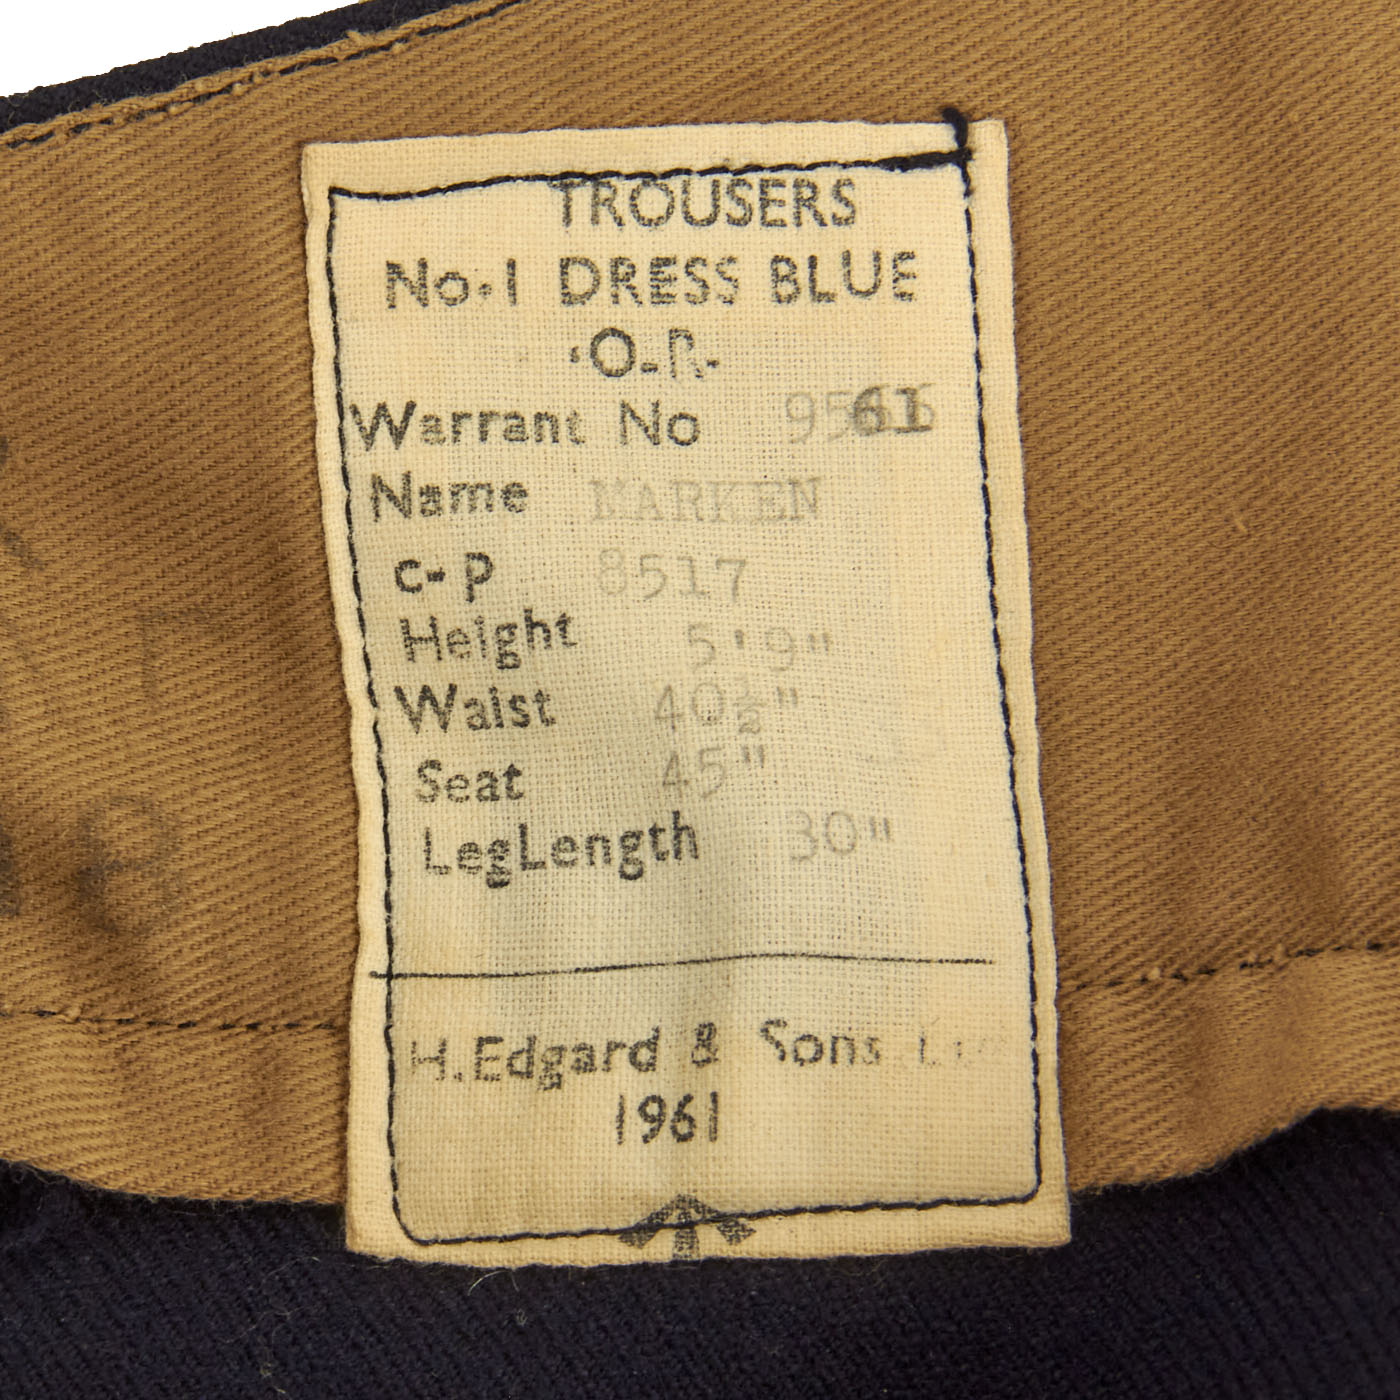 TROUSERS
No.1 DRESS BLUE
.O.R.
Warrant No
Name MARKEN
c-p 8517
Height 5'9"
Waist 40½"
Seat 45"
LegLength 30"
H.Edgard & Sons
1961